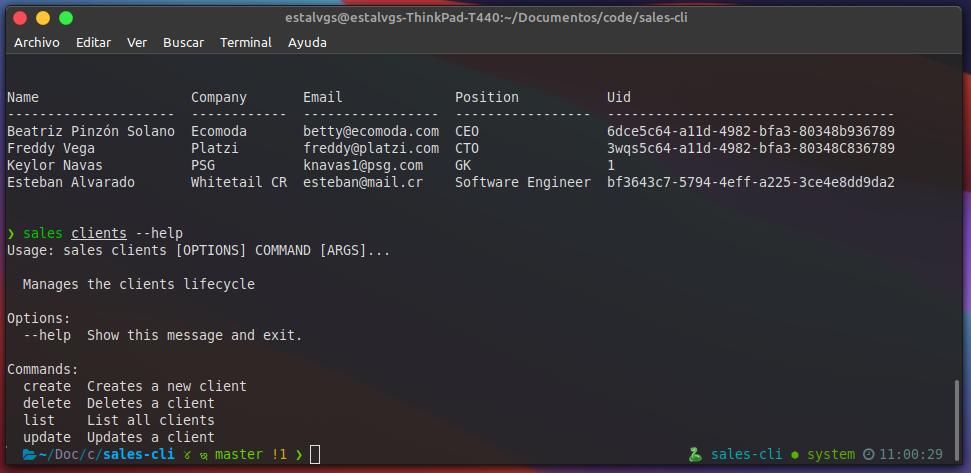 estalvgs@estalvgs-ThinkPad-T440:~/Documentos/code/sales-cli
Archivo Editar Ver Buscar Terminal Ayuda
Name Company Email Position Uid
--------------------- ------------ ----------------- ----------------- ------------------------------------
Beatriz Pinzón Solano Ecomoda betty@ecomoda.com CEO 6dce5c64-a11d-4982-bfa3-80348b936789
Freddy Vega Platzi freddy@platzi.com CTO 3wqs5c64-a11d-4982-bfa3-80348C836789
Keylor Navas PSG knavas1@psg.com GK 1
Esteban Alvarado Whitetail CR esteban@mail.cr Software Engineer bf3643c7-5794-4eff-a225-3ce4e8dd9da2
❯ sales clients --help
Usage: sales clients [OPTIONS] COMMAND [ARGS]...
Manages the clients lifecycle
Options:
--help Show this message and exit.
Commands:
create Creates a new client
delete Deletes a client
list List all clients
update Updates a client
~/Doc/c/sales-cli master !1 ❯ sales-cli ● system 11:00:29